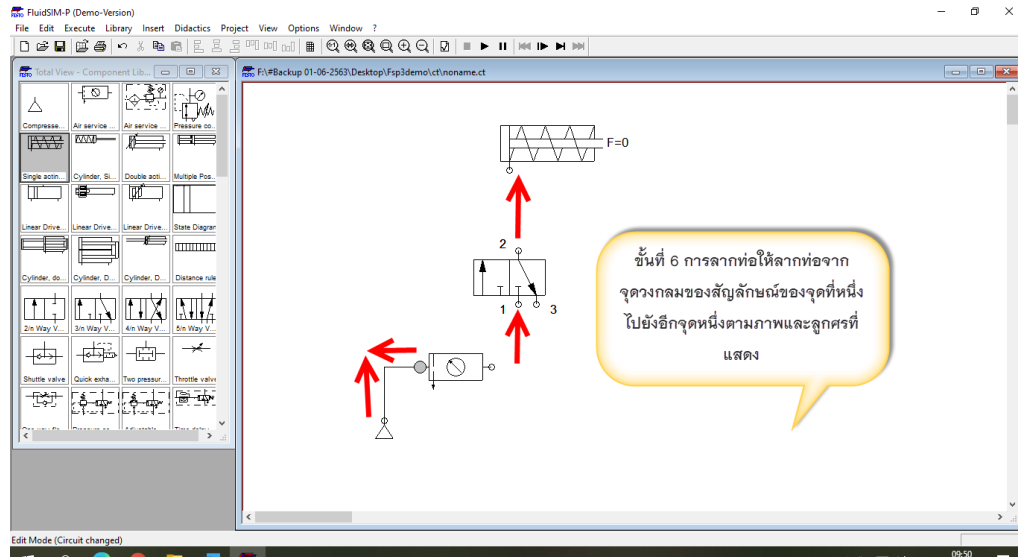 FluidSIM-P (Demo-Version)
File Edit Execute Library Insert Didactics Project View Options Window ?
Total View - Component Lib...
F:\#Backup 01-06-2563\Desktop\Fsp3demo\ct\noname.ct
Compresse... Air service ... Air service ... Pressure co...
Single actin... Cylinder, Si... Double acti... Multiple Pos...
Linear Drive... Linear Drive... Linear Drive... State Diagran
Cylinder, do... Cylinder, D... Cylinder, D... Distance rule
2/n Way V... 3/n Way V... 4/n Way V... 5/n Way V...
Shuttle valve Quick exha... Two pressur... Throttle valve
F=0
2
1 3
ขั้นที่ 6 การลากท่อให้ลากท่อจาก
จุดวงกลมของสัญลักษณ์ของจุดที่หนึ่ง
ไปยังอีกจุดหนึ่งตามภาพและลูกศรที่
แสดง
Edit Mode (Circuit changed)
09:50